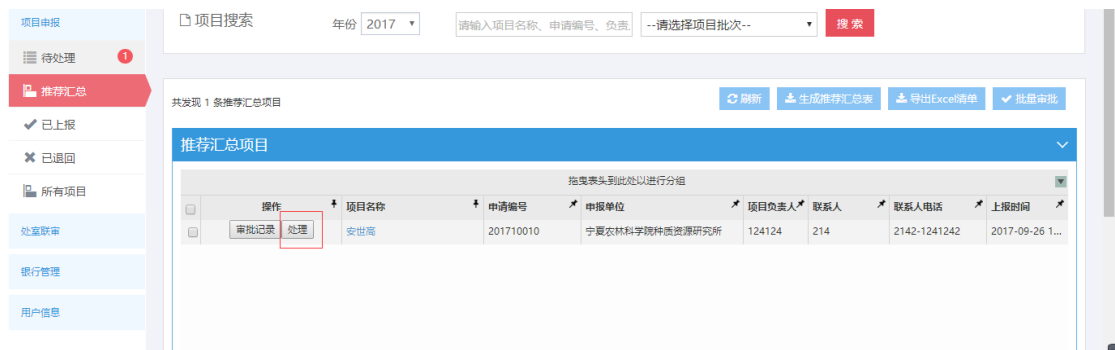 项目申报
待处理 1
推荐汇总
已上报
已退回
所有项目
处室联审
银行管理
用户信息
项目搜索 年份 2017 请输入项目名称、申请编号、负责 --请选择项目批次-- 搜索
共发现 1 条推荐汇总项目 刷新 生成推荐汇总表 导出Excel清单 批量审批
推荐汇总项目
拖曳表头到此处以进行分组
操作 项目名称 申请编号 申报单位 项目负责人 联系人 联系人电话 上报时间
审批记录 处理 安世高 201710010 宁夏农林科学院种质资源研究所 124124 214 2142-1241242 2017-09-26 1...